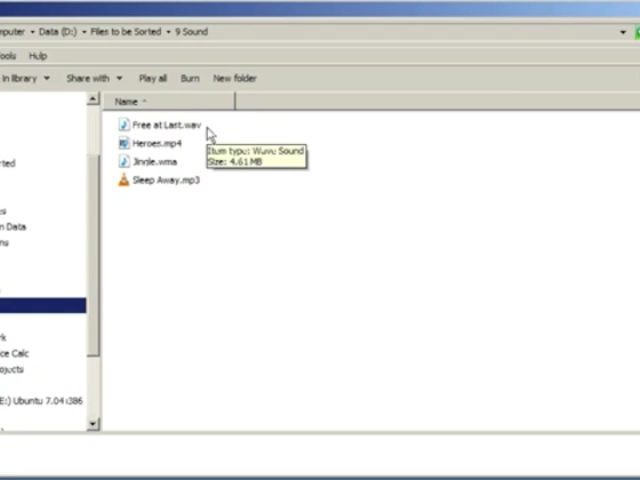 mputer ▾ Data (D:) ▾ Files to be Sorted ▾ 9 Sound
ools Help
in library ▾ Share with ▾ Play all Burn New folder
Name
Free at Last.wav
Heroes.mp4
Item type: Wave Sound
Jingle.wma
Size: 4.61 MB
rted
Sleep Away.mp3
s
n Data
ns
rk
ce Calc
ojects
E:) Ubuntu 7.04 i386